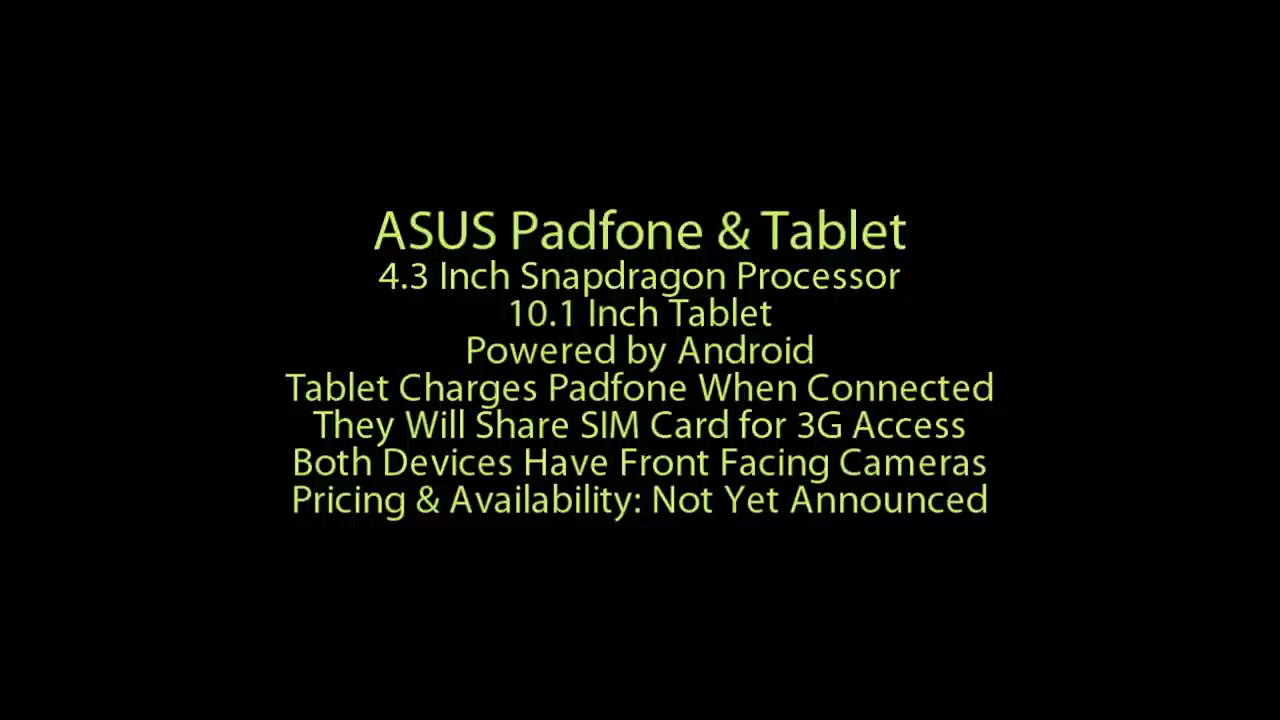 ASUS Padfone & Tablet
4.3 Inch Snapdragon Processor
10.1 Inch Tablet
Powered by Android
Tablet Charges Padfone When Connected
They Will Share SIM Card for 3G Access
Both Devices Have Front Facing Cameras
Pricing & Availability: Not Yet Announced